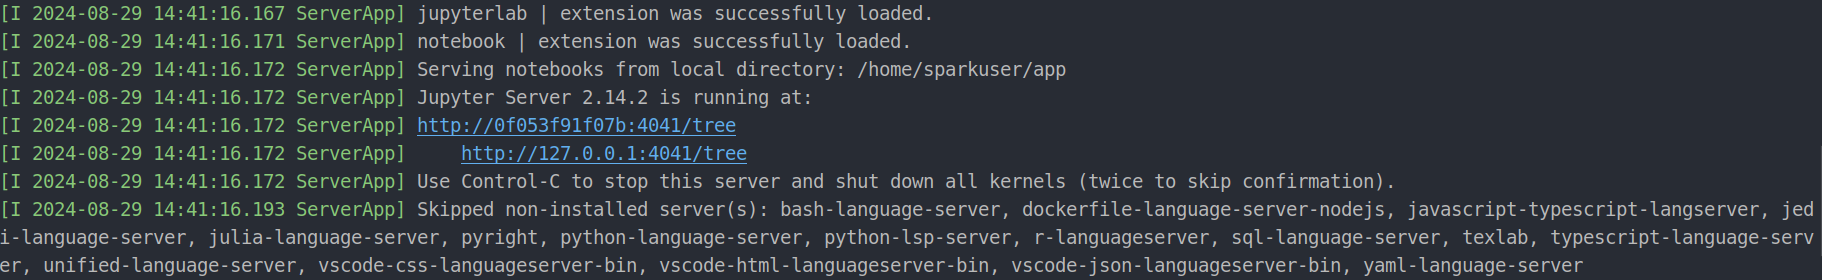 [I 2024-08-29 14:41:16.167 ServerApp] jupyterlab | extension was successfully loaded.
[I 2024-08-29 14:41:16.171 ServerApp] notebook | extension was successfully loaded.
[I 2024-08-29 14:41:16.172 ServerApp] Serving notebooks from local directory: /home/sparkuser/app
[I 2024-08-29 14:41:16.172 ServerApp] Jupyter Server 2.14.2 is running at:
[I 2024-08-29 14:41:16.172 ServerApp] http://0f053f91f07b:4041/tree
[I 2024-08-29 14:41:16.172 ServerApp]     http://127.0.0.1:4041/tree
[I 2024-08-29 14:41:16.172 ServerApp] Use Control-C to stop this server and shut down all kernels (twice to skip confirmation).
[I 2024-08-29 14:41:16.193 ServerApp] Skipped non-installed server(s): bash-language-server, dockerfile-language-server-nodejs, javascript-typescript-langserver, jed
i-language-server, julia-language-server, pyright, python-language-server, python-lsp-server, r-languageserver, sql-language-server, texlab, typescript-language-serv
er, unified-language-server, vscode-css-languageserver-bin, vscode-html-languageserver-bin, vscode-json-languageserver-bin, yaml-language-server